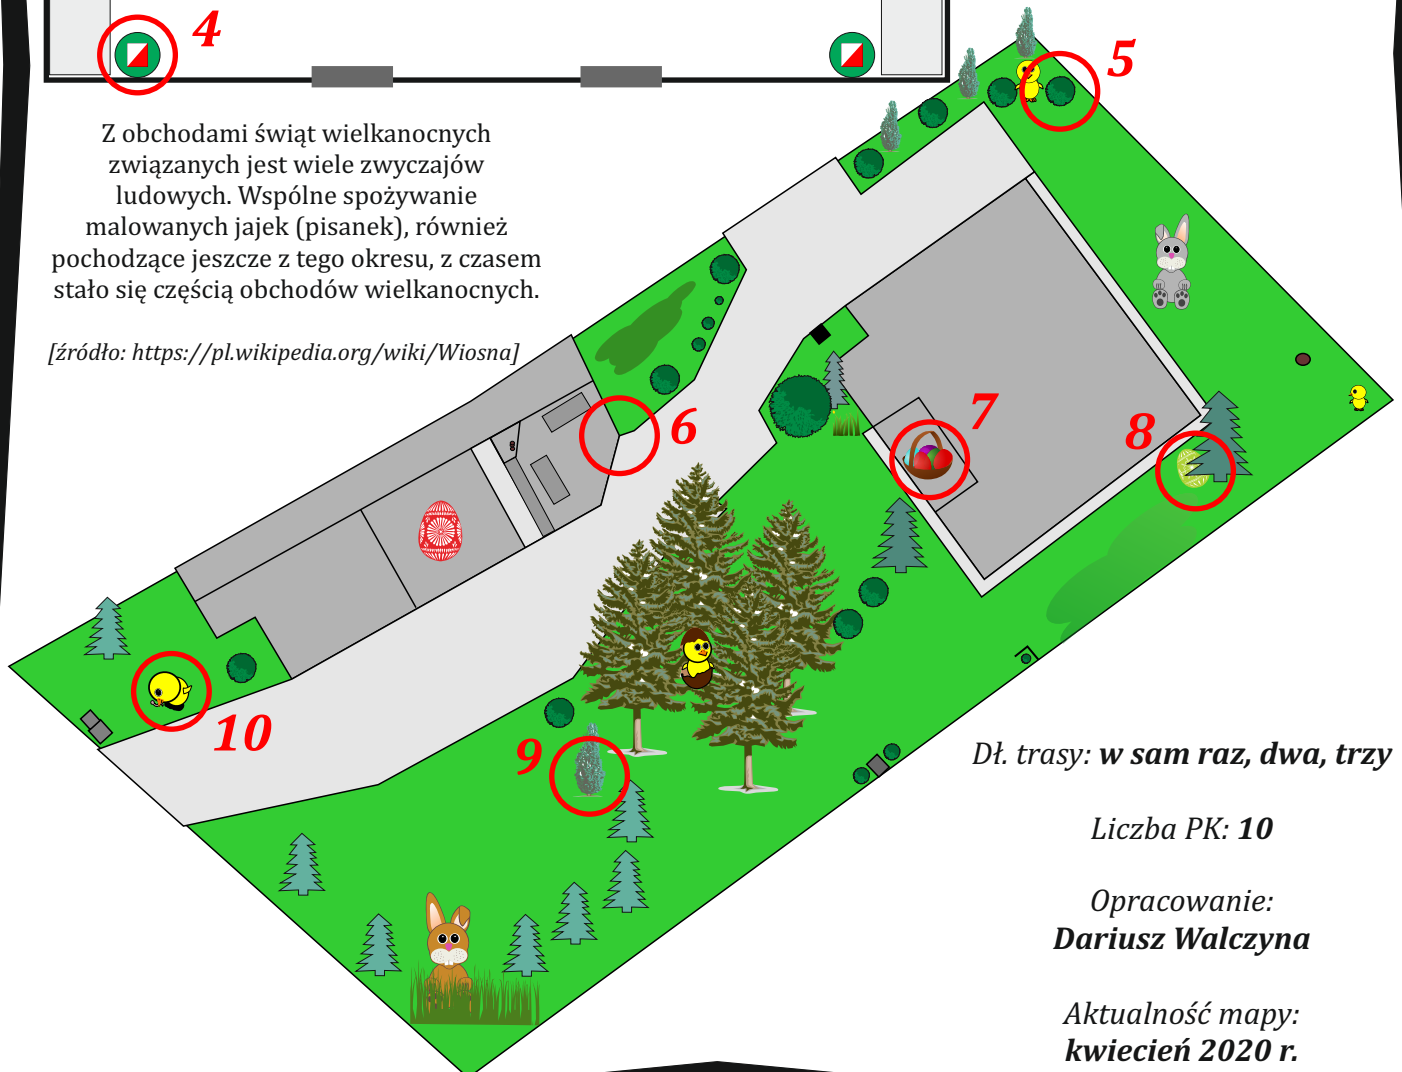 4
5
Z obchodami świąt wielkanocnych
związanych jest wiele zwyczajów
ludowych. Wspólne spożywanie
malowanych jajek (pisanek), również
pochodzące jeszcze z tego okresu, z czasem
stało się częścią obchodów wielkanocnych.
[źródło: https://pl.wikipedia.org/wiki/Wiosna]
6
7
8
9
10
Dł. trasy: w sam raz, dwa, trzy
Liczba PK: 10
Opracowanie:
Dariusz Walczyna
Aktualność mapy:
kwiecień 2020 r.